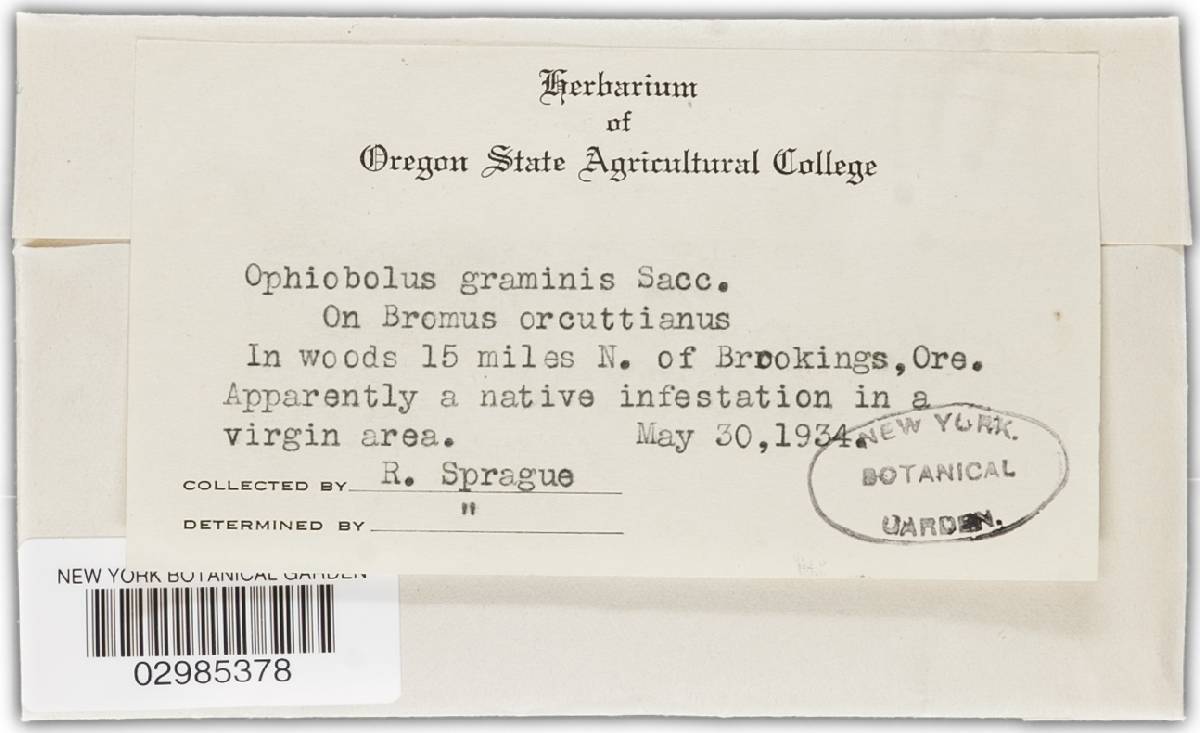 Herbarium
of
Oregon State Agricultural College
Ophiobolus graminis Sacc.
On Bromus orcuttianus
In woods 15 miles N. of Brookings,Ore.
Apparently a native infestation in a
virgin area. May 30,1934.
COLLECTED BY R. Sprague
DETERMINED BY "
NEW YORK.
BOTANICAL
GARDEN.
NEW YORK BOTANICAL GARDEN
02985378